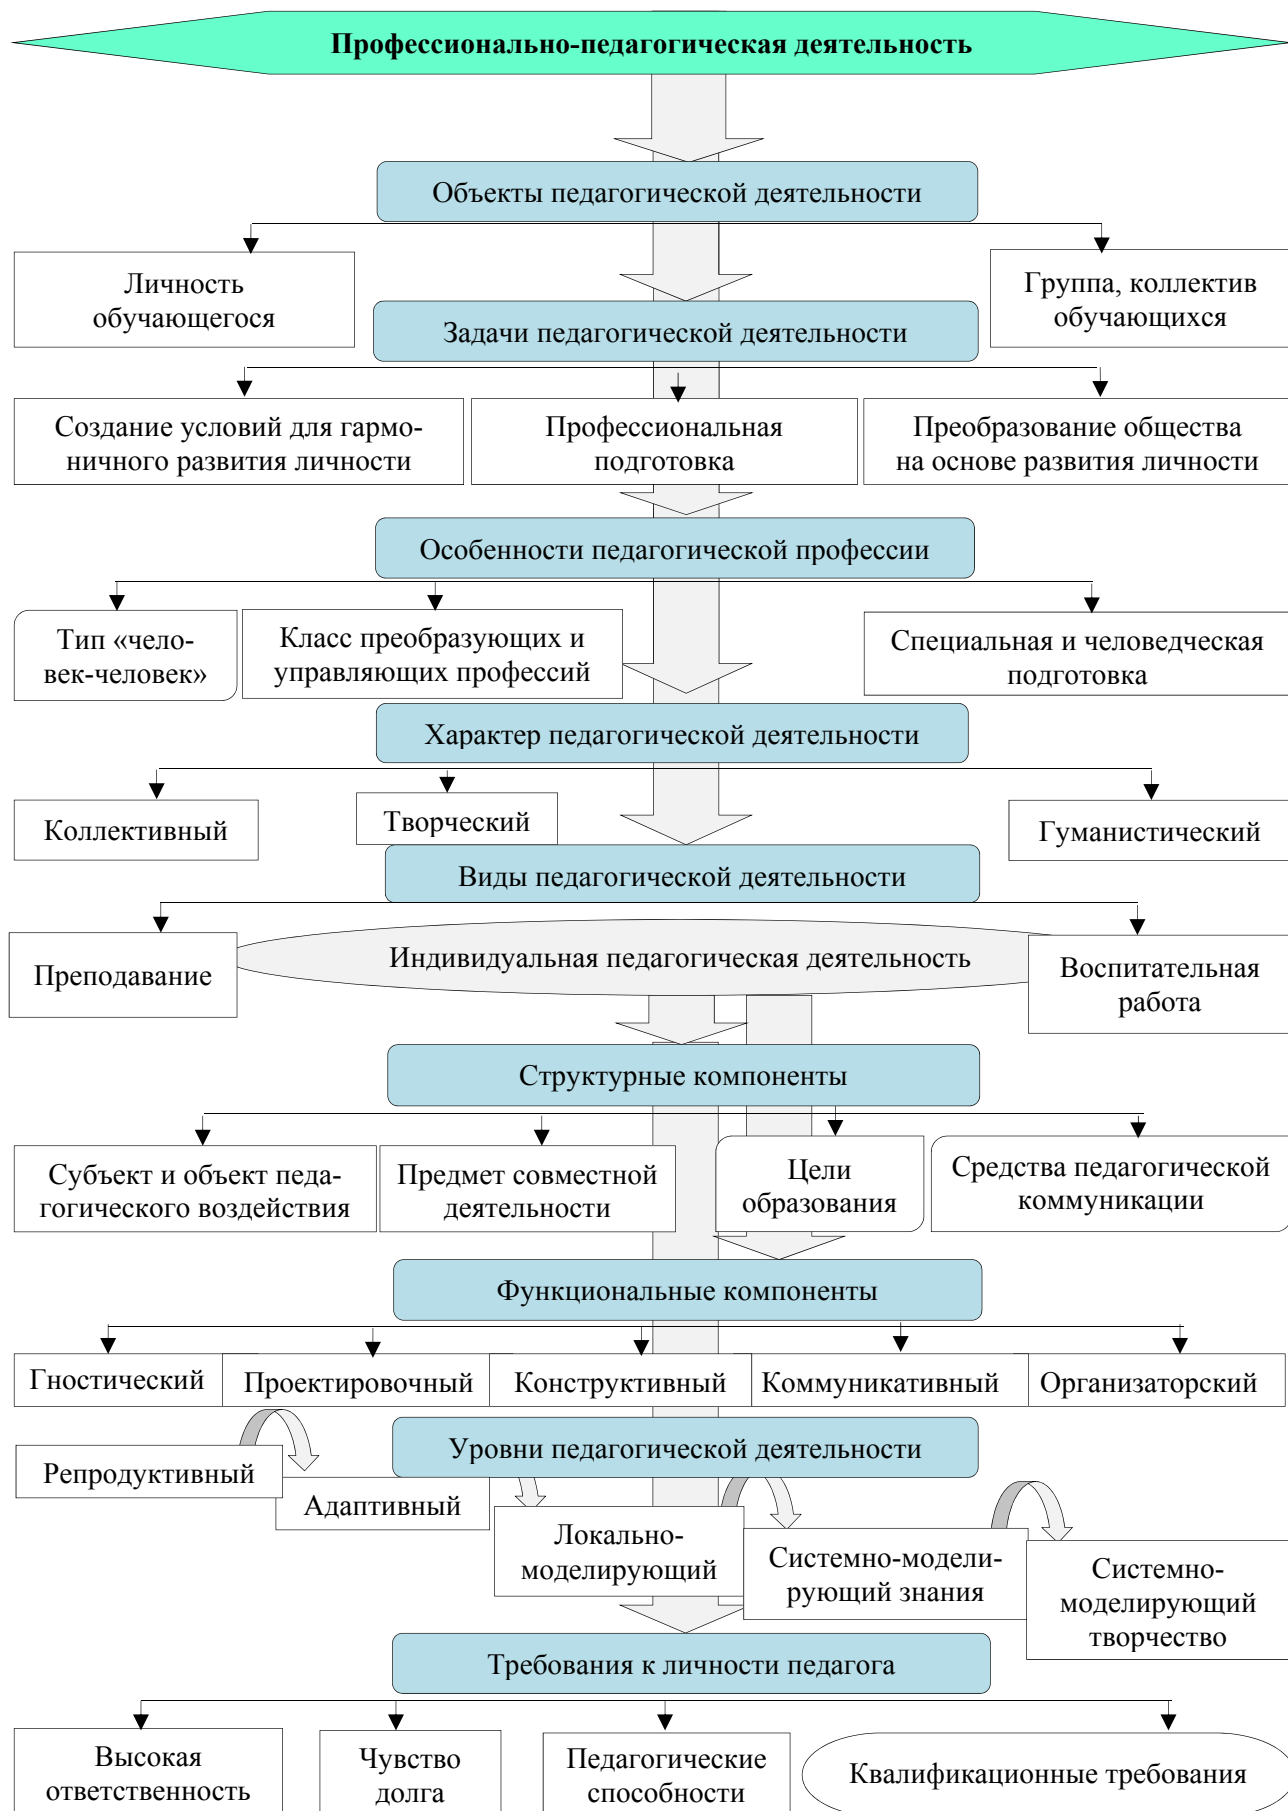 Профессионально-педагогическая деятельность
Объекты педагогической деятельности
Личность
обучающегося
Группа, коллектив
обучающихся
Задачи педагогической деятельности
Создание условий для гармо-
ничного развития личности
Профессиональная
подготовка
Преобразование общества
на основе развития личности
Особенности педагогической профессии
Тип «чело-
век-человек»
Класс преобразующих и
управляющих профессий
Специальная и человедческая
подготовка
Характер педагогической деятельности
Коллективный
Творческий
Гуманистический
Виды педагогической деятельности
Преподавание
Индивидуальная педагогическая деятельность
Воспитательная
работа
Структурные компоненты
Субъект и объект педа-
гогического воздействия
Предмет совместной
деятельности
Цели
образования
Средства педагогической
коммуникации
Функциональные компоненты
Гностический
Проектировочный
Конструктивный
Коммуникативный
Организаторский
Уровни педагогической деятельности
Репродуктивный
Адаптивный
Локально-
моделирующий
Системно-модели-
рующий знания
Системно-
моделирующий
творчество
Требования к личности педагога
Высокая
ответственность
Чувство
долга
Педагогические
способности
Квалификационные требования